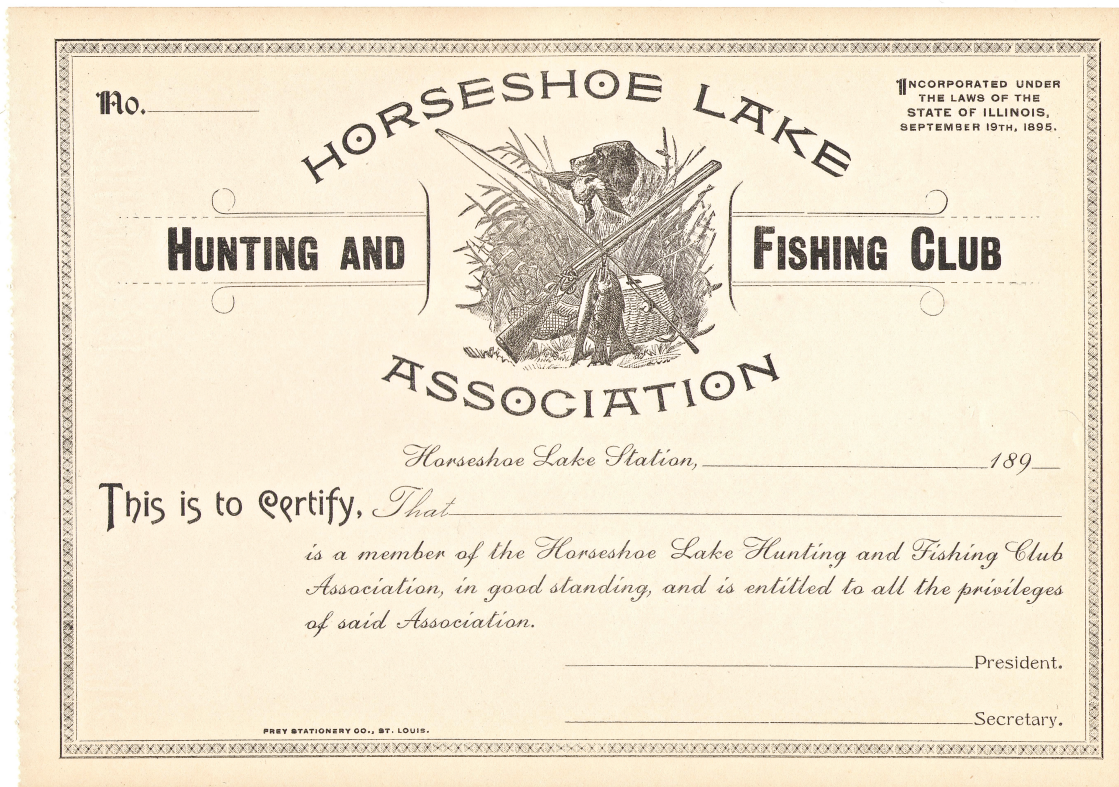 No.
INCORPORATED UNDER
THE LAWS OF THE
STATE OF ILLINOIS,
SEPTEMBER 19TH, 1895.
HORSESHOE LAKE
HUNTING AND FISHING CLUB
ASSOCIATION
Horseshoe Lake Station, 189
This is to Certify, That
is a member of the Horseshoe Lake Hunting and Fishing Club
Association, in good standing, and is entitled to all the privileges
of said Association.
President.
Secretary.
FREY STATIONERY CO., ST. LOUIS.